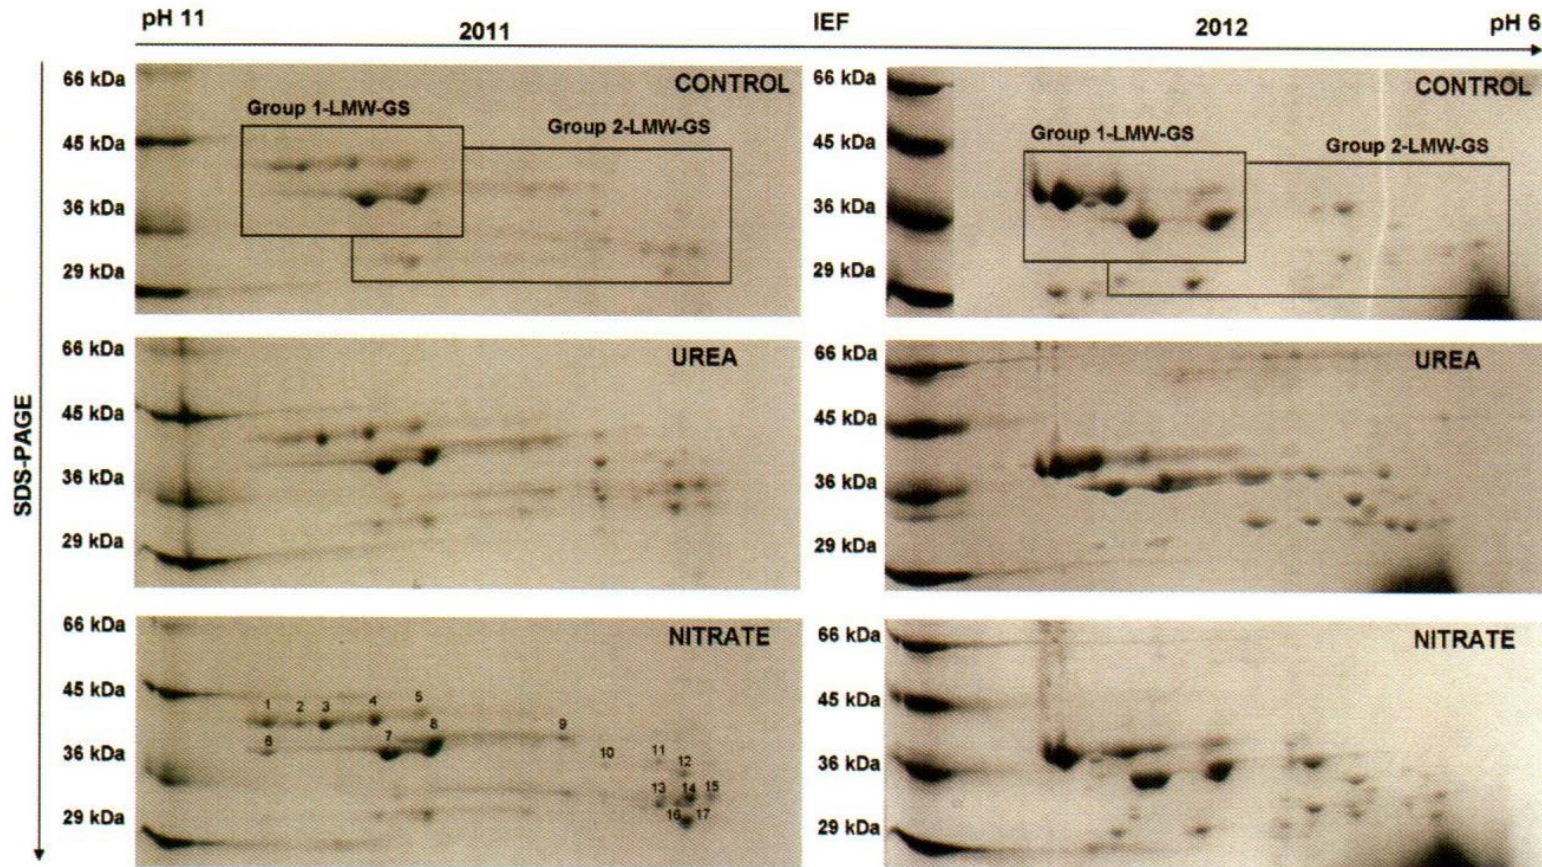 pH 11
2011
IEF
2012
pH 6
SDS-PAGE
66 kDa
45 kDa
36 kDa
29 kDa
CONTROL
Group 1-LMW-GS
Group 2-LMW-GS
66 kDa
45 kDa
36 kDa
29 kDa
CONTROL
Group 1-LMW-GS
Group 2-LMW-GS
66 kDa
45 kDa
36 kDa
29 kDa
UREA
66 kDa
45 kDa
36 kDa
29 kDa
UREA
66 kDa
45 kDa
36 kDa
29 kDa
NITRATE
1 2 3 4 5
6 7 8 9
10 11
12
13 14 15
16 17
66 kDa
45 kDa
36 kDa
29 kDa
NITRATE